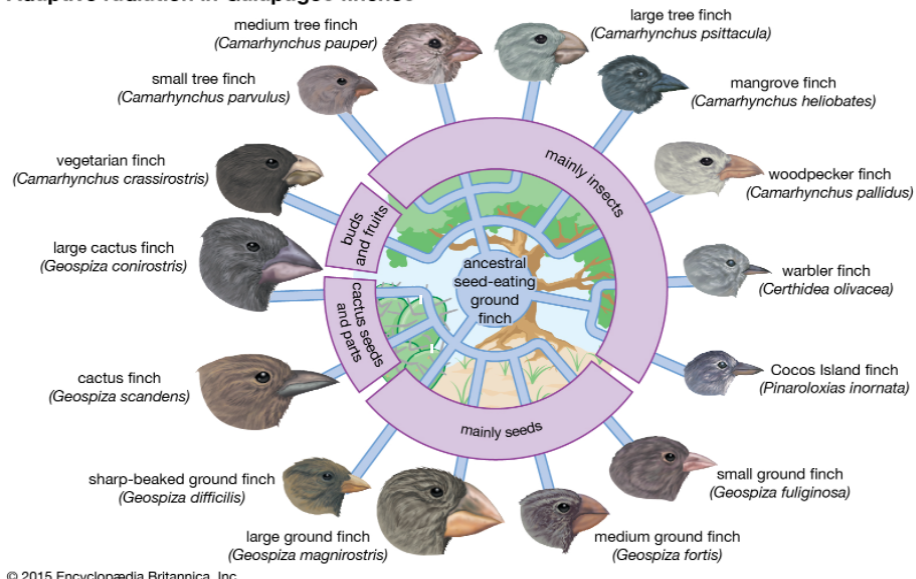 Adaptive radiation in Galapagos finches
medium tree finch
(Camarhynchus pauper)
large tree finch
(Camarhynchus psittacula)
small tree finch
(Camarhynchus parvulus)
mangrove finch
(Camarhynchus heliobates)
vegetarian finch
(Camarhynchus crassirostris)
woodpecker finch
(Camarhynchus pallidus)
large cactus finch
(Geospiza conirostris)
warbler finch
(Certhidea olivacea)
cactus finch
(Geospiza scandens)
Cocos Island finch
(Pinaroloxias inornata)
sharp-beaked ground finch
(Geospiza difficilis)
small ground finch
(Geospiza fuliginosa)
large ground finch
(Geospiza magnirostris)
medium ground finch
(Geospiza fortis)
mainly insects
buds
and fruits
cactus seeds
and parts
mainly seeds
ancestral
seed-eating
ground
finch
© 2015 Encyclopædia Britannica, Inc.